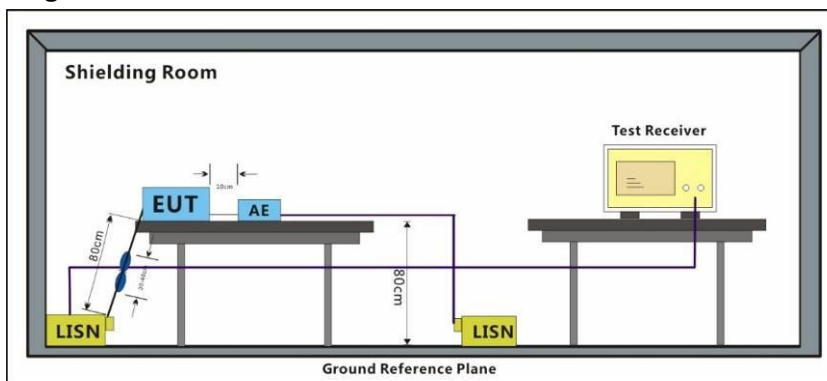 Shielding Room
Test Receiver
10cm
EUT
AE
80cm
80cm
LISN
LISN
Ground Reference Plane